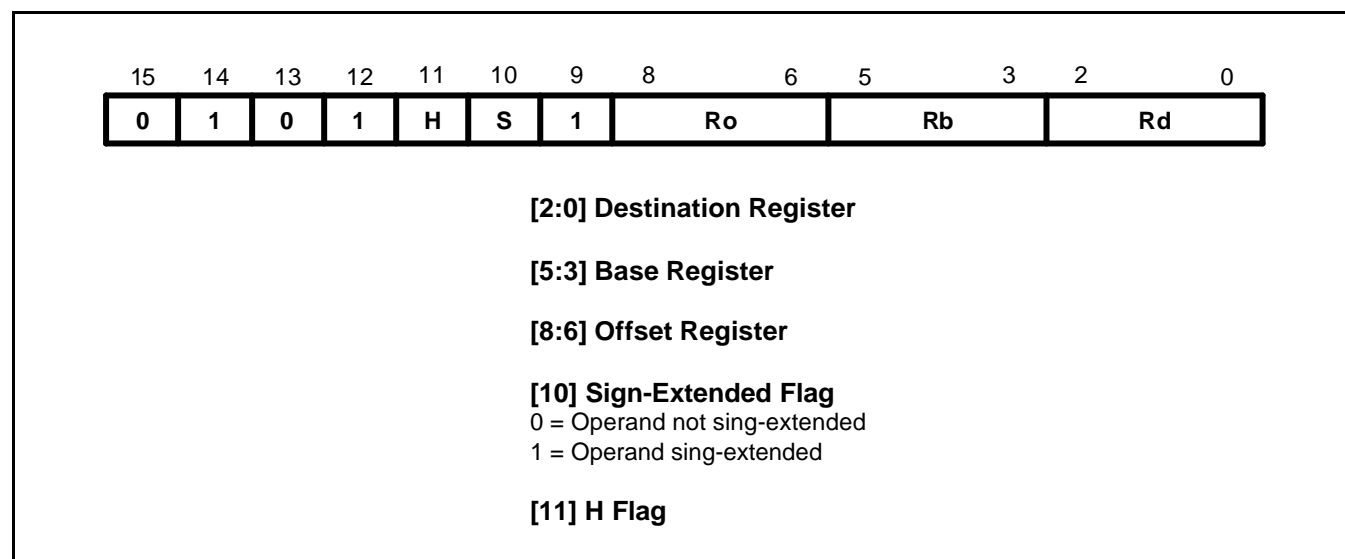 15 14 13 12 11 10 9 8 6 5 3 2 0
0 1 0 1 H S 1 Ro Rb Rd
[2:0] Destination Register
[5:3] Base Register
[8:6] Offset Register
[10] Sign-Extended Flag
0 = Operand not sing-extended
1 = Operand sing-extended
[11] H Flag